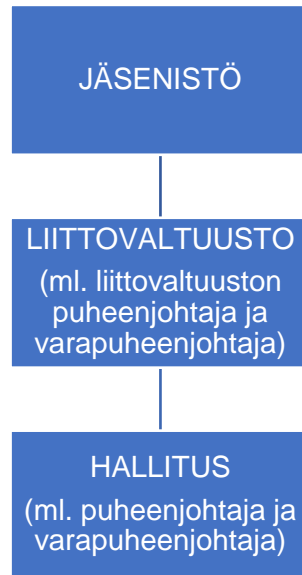 JÄSENISTÖ
LIITTOVALTUUSTO
(ml. liittovaltuuston
puheenjohtaja ja
varapuheenjohtaja)
HALLITUS
(ml. puheenjohtaja ja
varapuheenjohtaja)